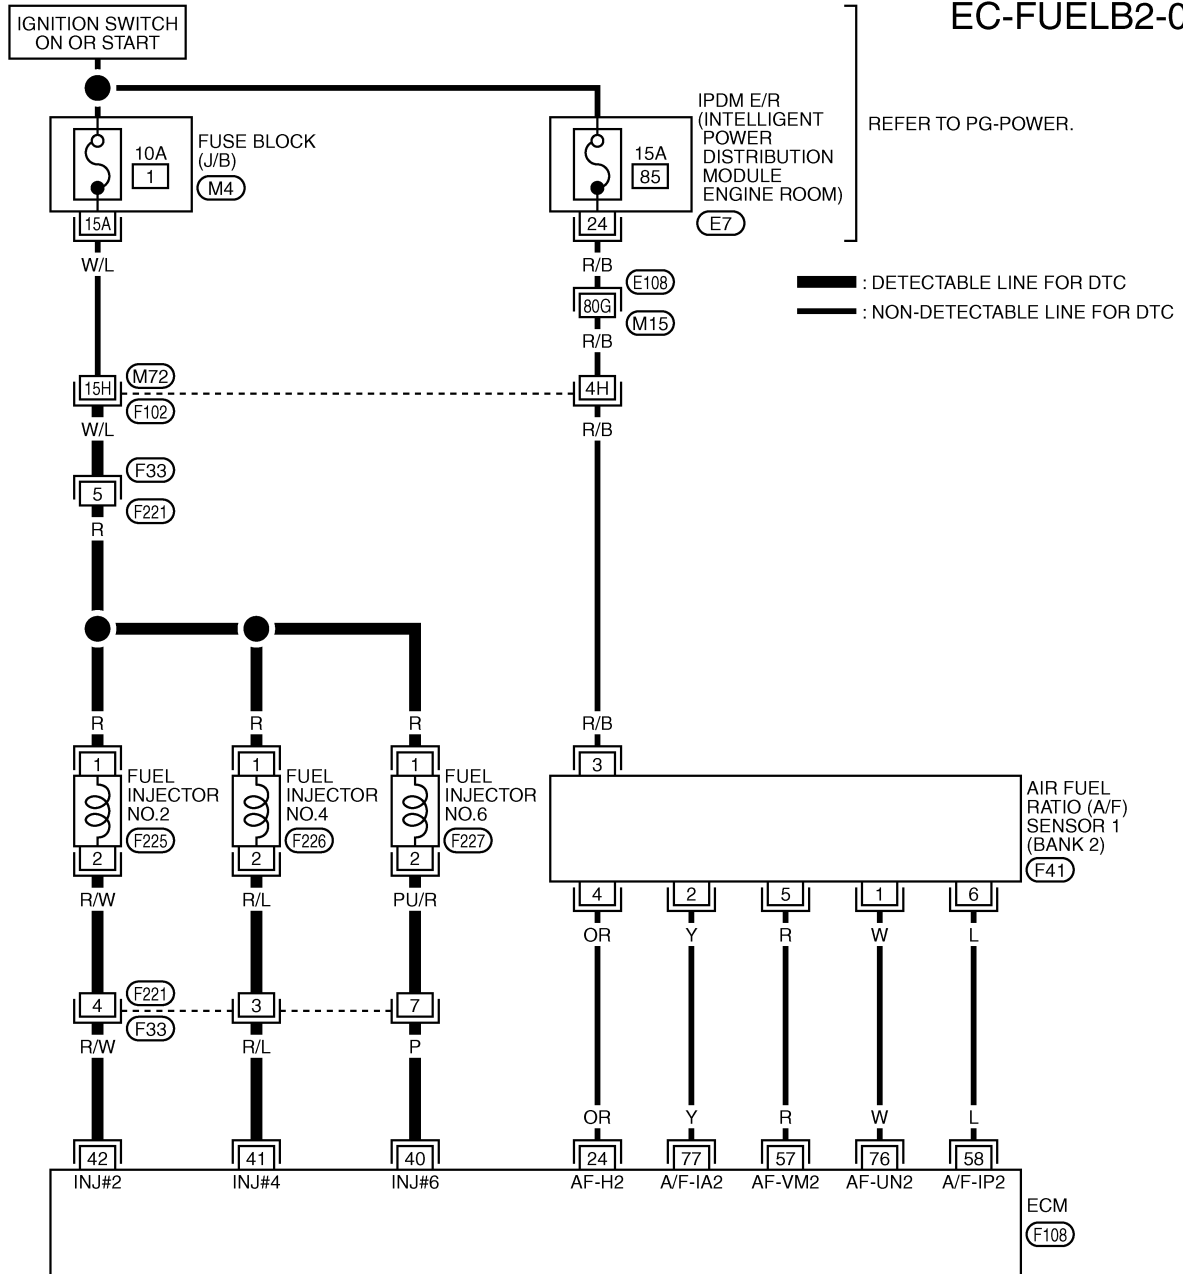 EC-FUELB2-0
IGNITION SWITCH
ON OR START
FUSE BLOCK
(J/B)
M4
10A
1
15A
IPDM E/R
(INTELLIGENT
POWER
DISTRIBUTION
MODULE
ENGINE ROOM)
E7
15A
85
24
REFER TO PG-POWER.
W/L
R/B
E108
80G
M15
R/B
: DETECTABLE LINE FOR DTC
: NON-DETECTABLE LINE FOR DTC
M72
15H
F102
4H
W/L
R/B
F33
5
F221
R
R
R
R
R/B
1
1
1
3
FUEL
INJECTOR
NO.2
F225
FUEL
INJECTOR
NO.4
F226
FUEL
INJECTOR
NO.6
F227
AIR FUEL
RATIO (A/F)
SENSOR 1
(BANK 2)
F41
2
2
2
4
2
5
1
6
R/W
R/L
PU/R
OR
Y
R
W
L
F221
4
3
7
F33
R/W
R/L
P
OR
Y
R
W
L
42
41
40
24
77
57
76
58
INJ#2
INJ#4
INJ#6
AF-H2
A/F-IA2
AF-VM2
AF-UN2
A/F-IP2
ECM
F108